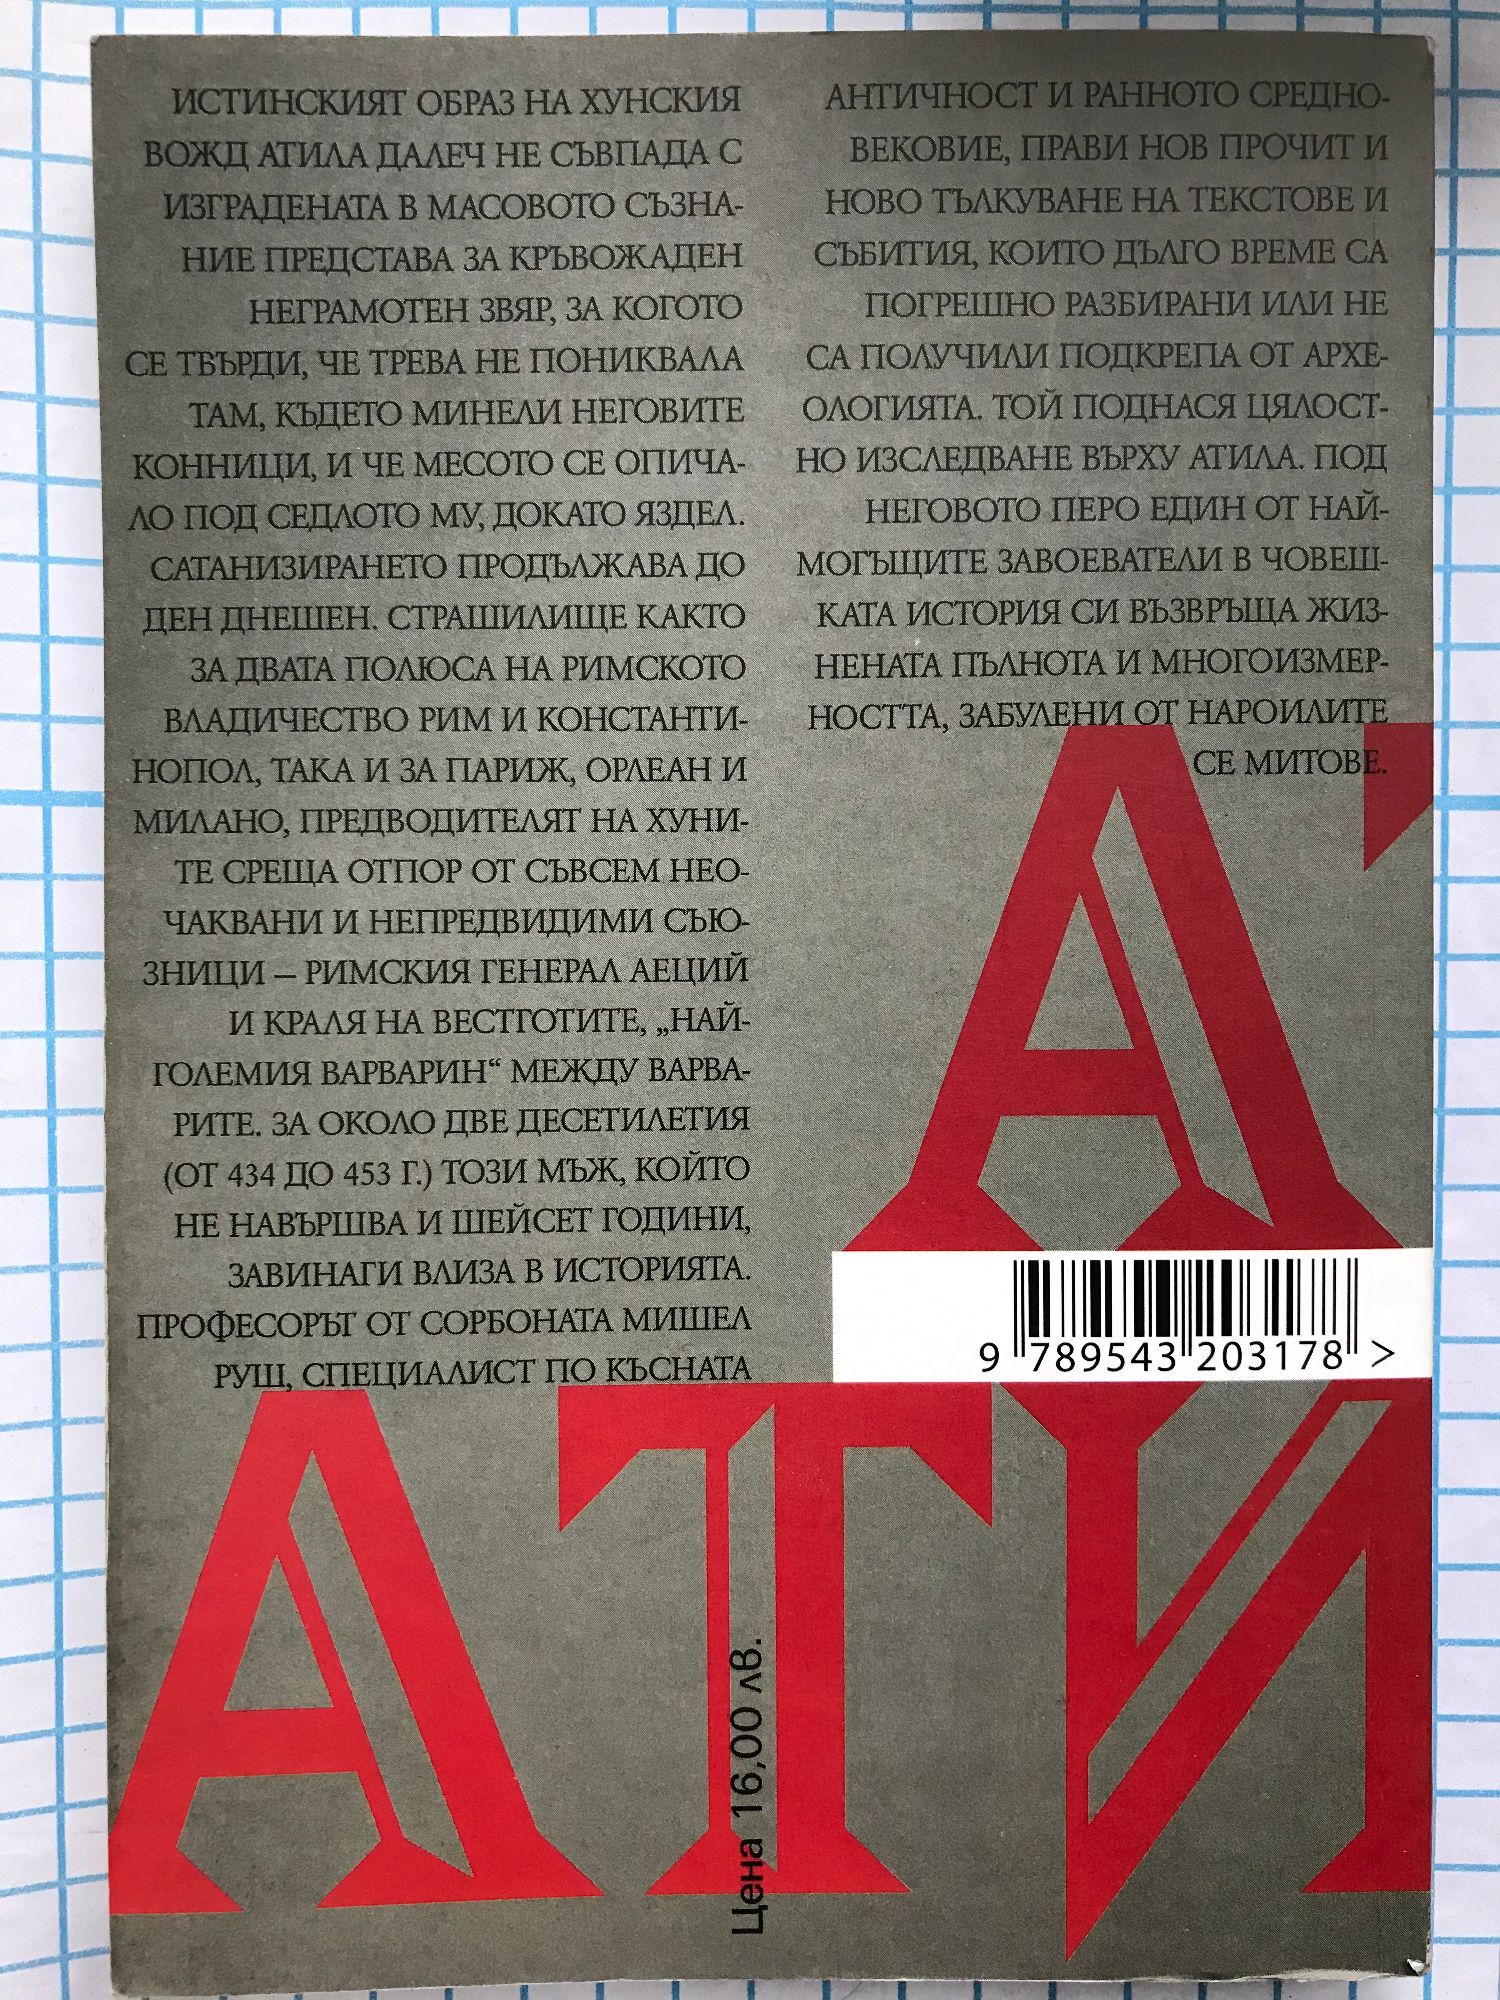 ИСТИНСКИЯТ ОБРАЗ НА ХУНСКИЯ
ВОЖД АТИЛА ДАЛЕЧ НЕ СЪВПАДА С
ИЗГРАДЕНАТА В МАСОВОТО СЪЗНА-
НИЕ ПРЕДСТАВА ЗА КРЪВОЖАДЕН
НЕГРАМОТЕН ЗВЯР, ЗА КОГОТО
СЕ ТВЪРДИ, ЧЕ ТРЕВА НЕ ПОНИКВАЛА
ТАМ, КЪДЕТО МИНЕЛИ НЕГОВИТЕ
КОННИЦИ, И ЧЕ МЕСОТО СЕ ОПИЧА-
ЛО ПОД СЕДЛОТО МУ, ДОКАТО ЯЗДЕЛ.
САТАНИЗИРАНЕТО ПРОДЪЛЖАВА ДО
ДЕН ДНЕШЕН. СТРАШИЛИЩЕ КАКТО
ЗА ДВАТА ПОЛЮСА НА РИМСКОТО
ВЛАДИЧЕСТВО РИМ И КОНСТАНТИ-
НОПОЛ, ТАКА И ЗА ПАРИЖ, ОРЛЕАН И
МИЛАНО, ПРЕДВОДИТЕЛЯТ НА ХУНИ-
ТЕ СРЕЩА ОТПОР ОТ СЪВСЕМ НЕО-
ЧАКВАНИ И НЕПРЕДВИДИМИ СЪЮ-
ЗНИЦИ – РИМСКИЯ ГЕНЕРАЛ АЕЦИЙ
И КРАЛЯ НА ВЕСТГОТИТЕ, „НАЙ-
ГОЛЕМИЯ ВАРВАРИН“ МЕЖДУ ВАРВА-
РИТЕ. ЗА ОКОЛО ДВЕ ДЕСЕТИЛЕТИЯ
(ОТ 434 ДО 453 Г.) ТОЗИ МЪЖ, КОЙТО
НЕ НАВЪРШВА И ШЕЙСЕТ ГОДИНИ,
ЗАВИНАГИ ВЛИЗА В ИСТОРИЯТА.
ПРОФЕСОРЪТ ОТ СОРБОНАТА МИШЕЛ
РУШ, СПЕЦИАЛИСТ ПО КЪСНАТА
АНТИЧНОСТ И РАННОТО СРЕДНО-
ВЕКОВИЕ, ПРАВИ НОВ ПРОЧИТ И
НОВО ТЪЛКУВАНЕ НА ТЕКСТОВЕ И
СЪБИТИЯ, КОИТО ДЪЛГО ВРЕМЕ СА
ПОГРЕШНО РАЗБИРАНИ ИЛИ НЕ
СА ПОЛУЧИЛИ ПОДКРЕПА ОТ АРХЕ-
ОЛОГИЯТА. ТОЙ ПОДНАСЯ ЦЯЛОСТ-
НО ИЗСЛЕДВАНЕ ВЪРХУ АТИЛА. ПОД
НЕГОВОТО ПЕРО ЕДИН ОТ НАЙ-
МОГЪЩИТЕ ЗАВОЕВАТЕЛИ В ЧОВЕШ-
КАТА ИСТОРИЯ СИ ВЪЗВРЪЩА ЖИЗ-
НЕНАТА ПЪЛНОТА И МНОГОИЗМЕР-
НОСТТА, ЗАБУЛЕНИ ОТ НАРОИЛИТЕ
СЕ МИТОВЕ.
АТ
9 789543 203178 >
АТИ
Цена 16,00 лв.